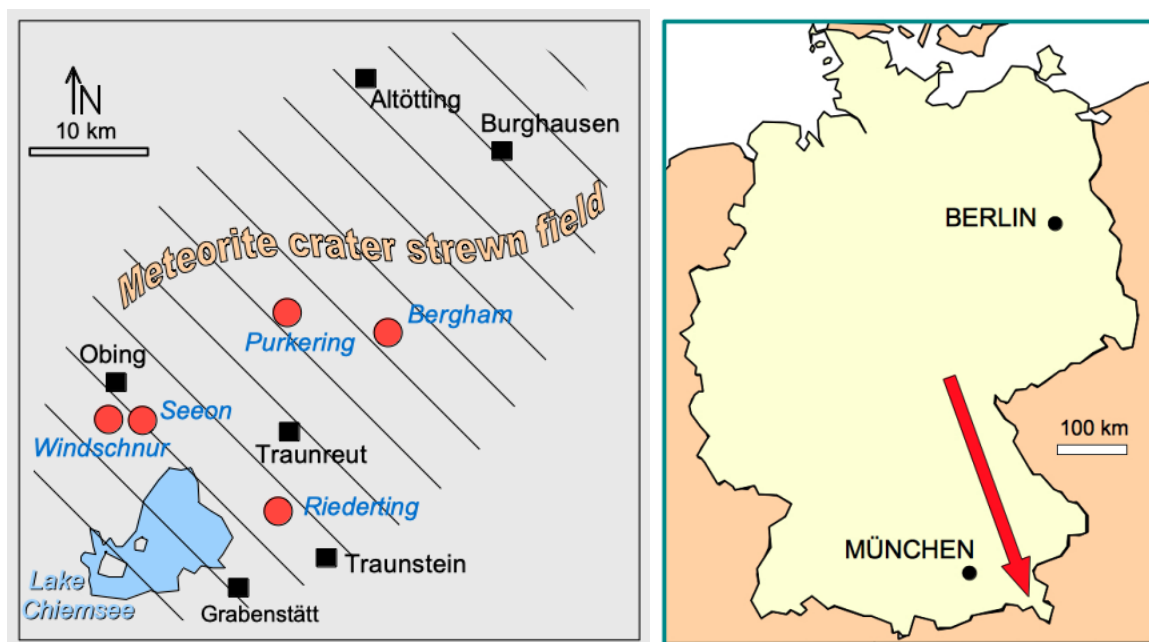 N
10 km
Altötting
Burghausen
Meteorite crater strewn field
Bergham
Purkering
Obing
Seeon
Windschnur
Traunreut
Riederting
Traunstein
Lake
Chiemsee
Grabenstätt
BERLIN
100 km
MÜNCHEN